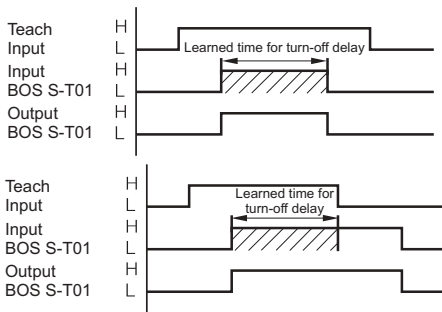 Teach Input H L
Learned time for turn-off delay
Input BOS S-T01 H L
Output BOS S-T01 H L
Teach Input H L
Learned time for
turn-off delay
Input BOS S-T01 H L
Output BOS S-T01 H L